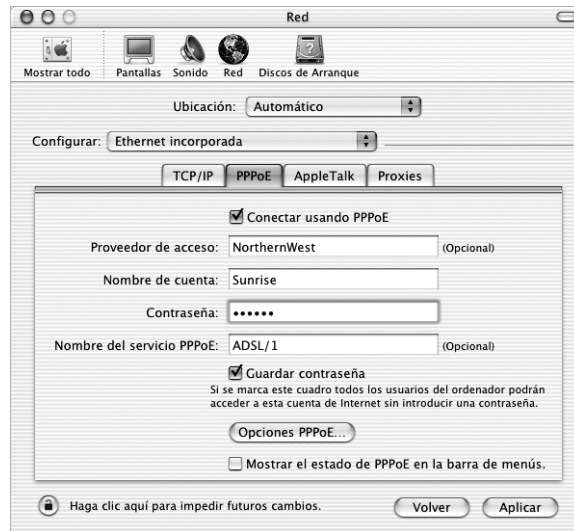 Red
Mostrar todo Pantallas Sonido Red Discos de Arranque
Ubicación: Automático
Configurar: Ethernet incorporada
TCP/IP PPPoE AppleTalk Proxies
Conectar usando PPPoE
Proveedor de acceso: NorthernWest (Opcional)
Nombre de cuenta: Sunrise
Contraseña: ••••••
Nombre del servicio PPPoE: ADSL/1 (Opcional)
Guardar contraseña
Si se marca este cuadro todos los usuarios del ordenador podrán
acceder a esta cuenta de Internet sin introducir una contraseña.
Opciones PPPoE...
Mostrar el estado de PPPoE en la barra de menús.
Haga clic aquí para impedir futuros cambios. Volver Aplicar